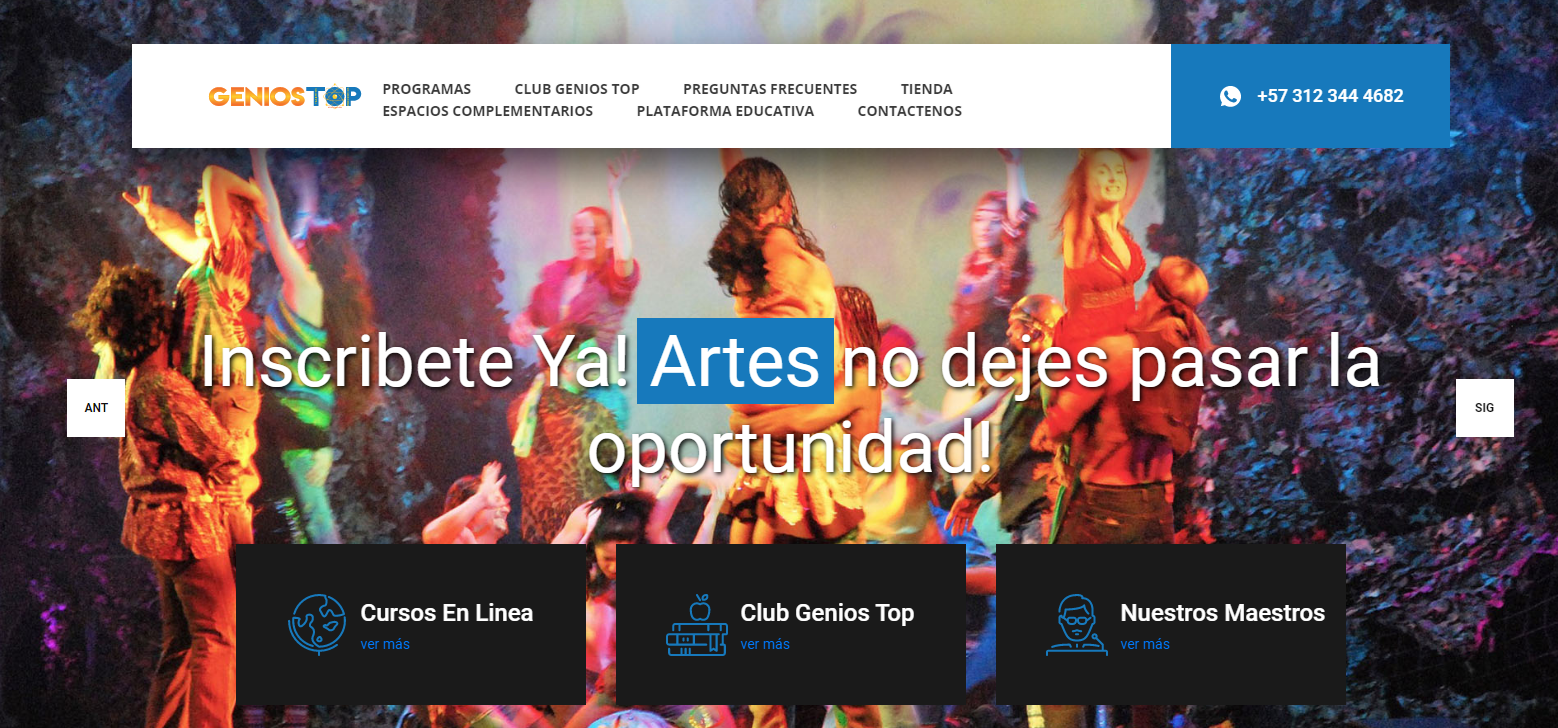 GENIOSTOP
PROGRAMAS CLUB GENIOS TOP PREGUNTAS FRECUENTES TIENDA
ESPACIOS COMPLEMENTARIOS PLATAFORMA EDUCATIVA CONTACTENOS
+57 312 344 4682
Inscribete Ya! Artes no dejes pasar la
oportunidad!
ANT
SIG
Cursos En Linea
ver más
Club Genios Top
ver más
Nuestros Maestros
ver más